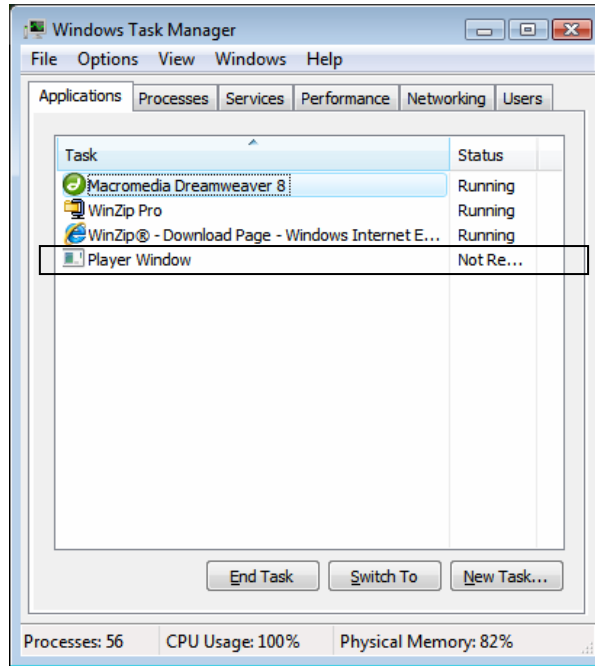 Windows Task Manager
File Options View Windows Help
Applications Processes Services Performance Networking Users
Task Status
Macromedia Dreamweaver 8 Running
WinZip Pro Running
WinZip® - Download Page - Windows Internet E... Running
Player Window Not Re...
End Task Switch To New Task...
Processes: 56 CPU Usage: 100% Physical Memory: 82%